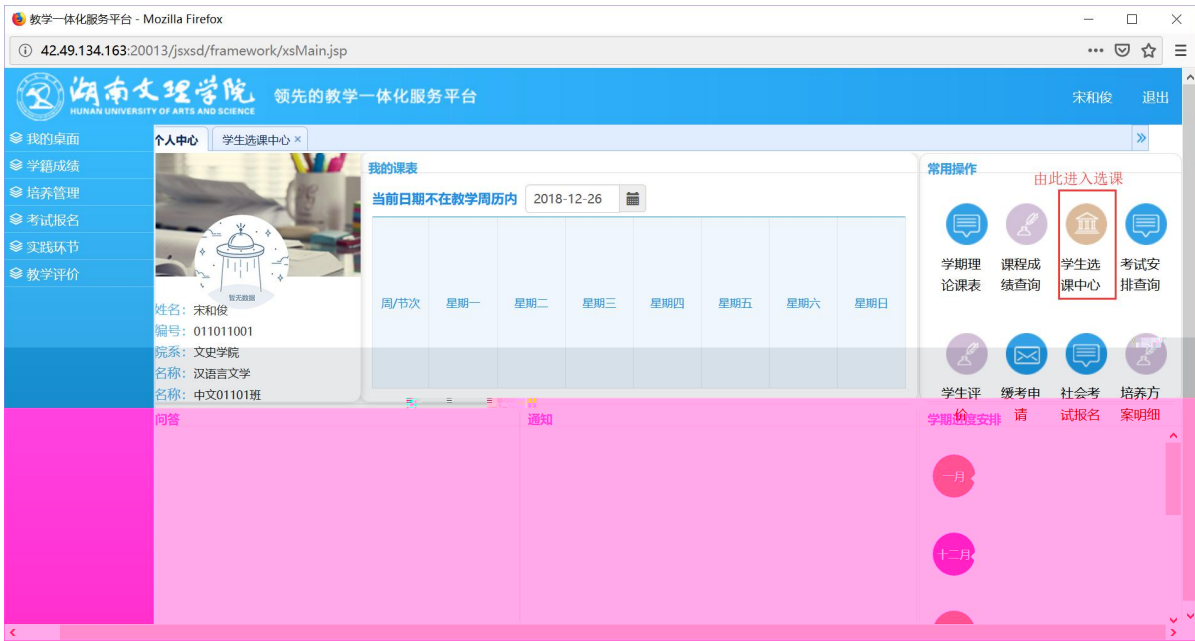 教学一体化服务平台 - Mozilla Firefox
42.49.134.163:20013/jsxsd/framework/xsMain.jsp
湖南文理学院
HUNAN UNIVERSITY OF ARTS AND SCIENCE
领先的教学一体化服务平台
宋和俊 退出
我的桌面
学籍成绩
培养管理
考试报名
实践环节
教学评价
个人中心 学生选课中心 ×
暂无数据
姓名：宋和俊
编号：011011001
院系：文史学院
名称：汉语言文学
名称：中文01101班
我的课表
当前日期不在教学周历内 2018-12-26
周/节次 星期一 星期二 星期三 星期四 星期五 星期六 星期日
常用操作
由此进入选课
学期理论课表
课程成绩查询
学生选课中心
考试安排查询
学生评价
缓考申请
社会考试报名
培养方案明细
问答
通知
学期进度安排
一月
十二月